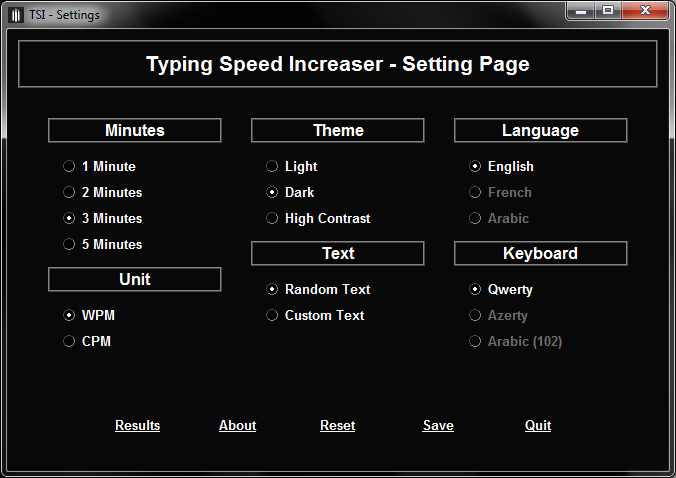 TSI - Settings
Typing Speed Increaser - Setting Page
Minutes
1 Minute
2 Minutes
3 Minutes
5 Minutes
Unit
WPM
CPM
Theme
Light
Dark
High Contrast
Text
Random Text
Custom Text
Language
English
French
Arabic
Keyboard
Qwerty
Azerty
Arabic (102)
Results About Reset Save Quit